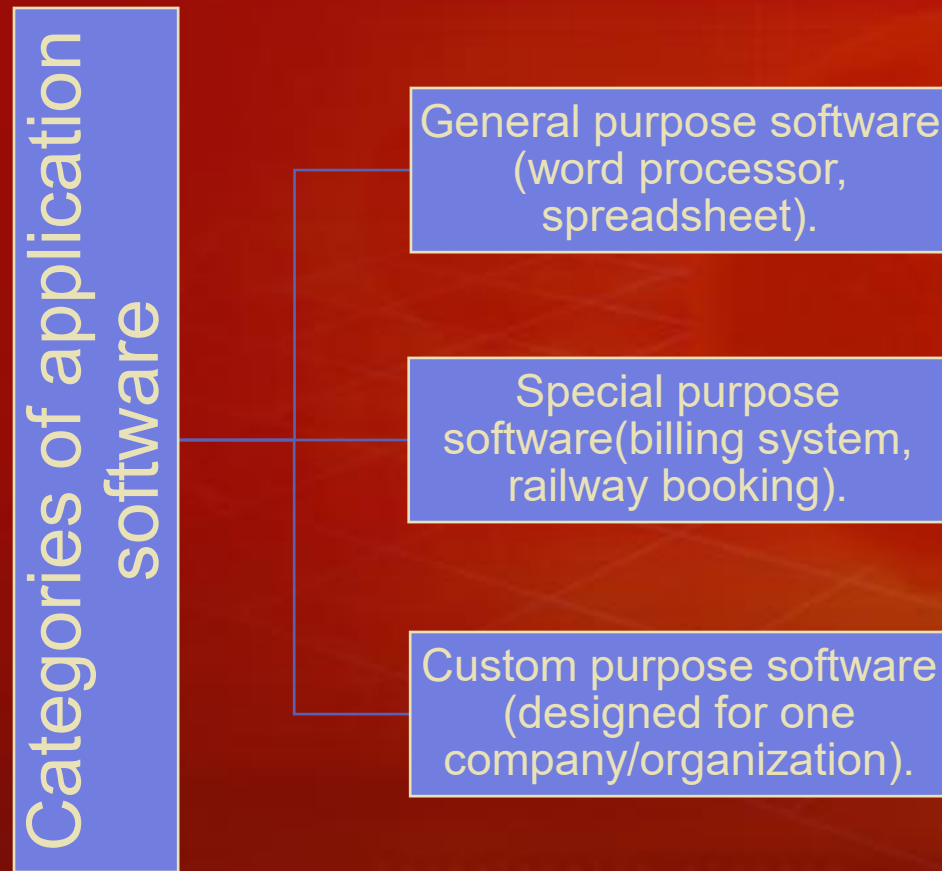 Categories of application
software
General purpose software
(word processor,
spreadsheet).
Special purpose
software(billing system,
railway booking).
Custom purpose software
(designed for one
company/organization).